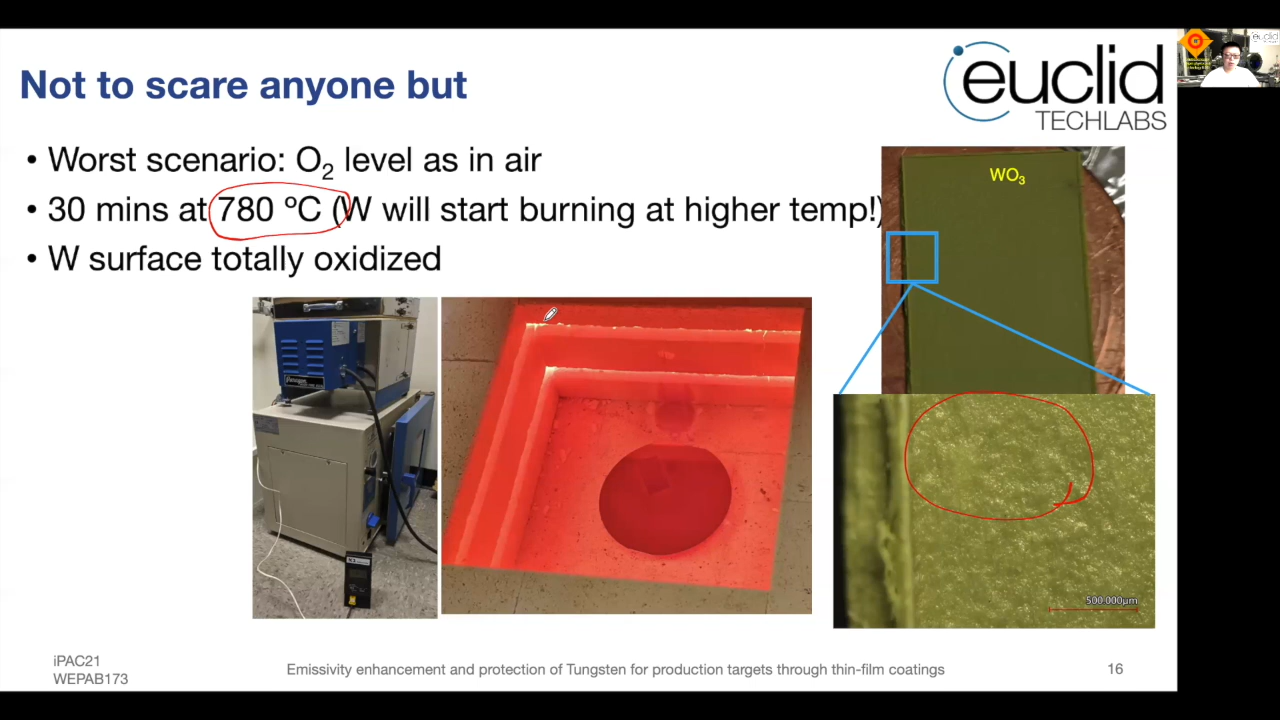 Not to scare anyone but
euclid
TECHLABS
• Worst scenario: O₂ level as in air
• 30 mins at 780 ºC (W will start burning at higher temp!)
• W surface totally oxidized
WO₃
Paragon
500.000µm
iPAC21
WEPAB173
Emissivity enhancement and protection of Tungsten for production targets through thin-film coatings
16